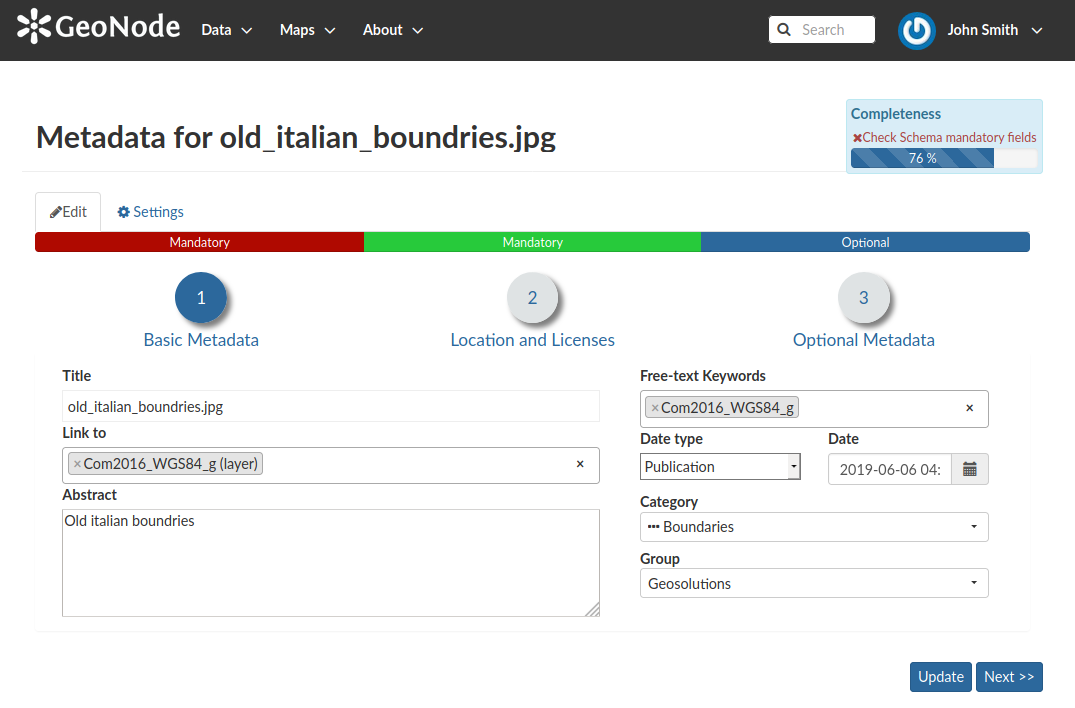 GeoNode Data Maps About Search John Smith
Completeness
Metadata for old_italian_boundries.jpg
Check Schema mandatory fields
76 %
Edit Settings
Mandatory Mandatory Optional
1 2 3
Basic Metadata Location and Licenses Optional Metadata
Title
old_italian_boundries.jpg
Link to
×Com2016_WGS84_g (layer) ×
Abstract
Old italian boundries
Free-text Keywords
×Com2016_WGS84_g ×
Date type Date
Publication 2019-06-06 04:
Category
Boundaries
Group
Geosolutions
Update Next >>